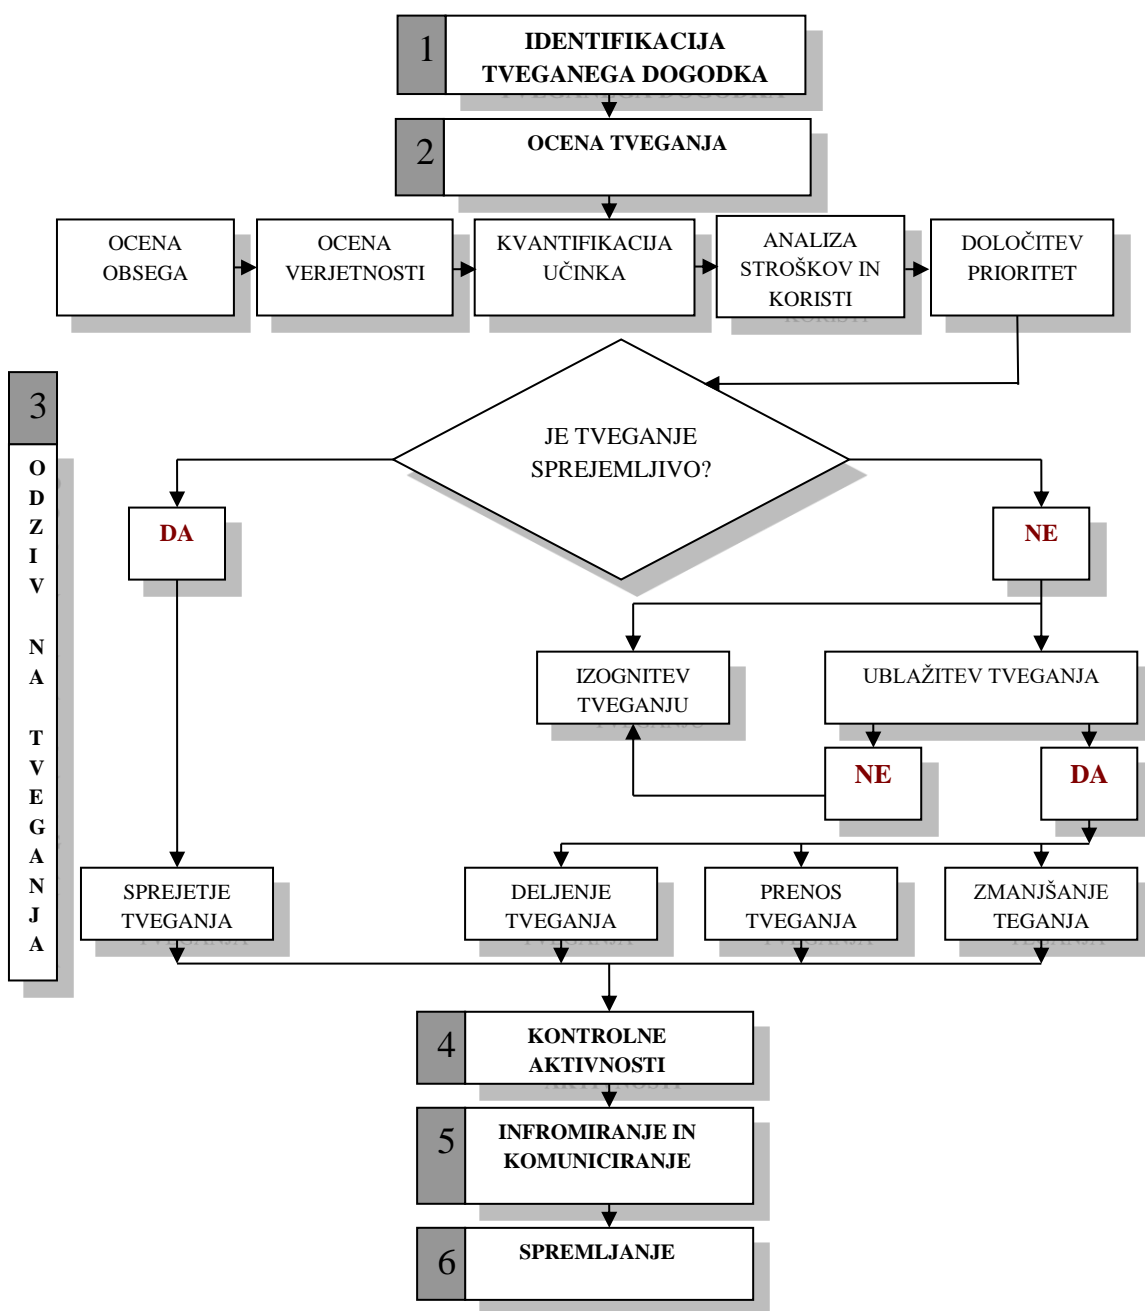 1
IDENTIFIKACIJA
TVEGANEGA DOGODKA
2
OCENA TVEGANJA
OCENA
OBSEGA
OCENA
VERJETNOSTI
KVANTIFIKACIJA
UČINKA
ANALIZA
STROŠKOV IN
KORISTI
DOLOČITEV
PRIORITET
3
O
D
Z
I
V
N
A
T
V
E
G
A
N
J
A
JE TVEGANJE
SPREJEMLJIVO?
DA
NE
IZOGNITEV
TVEGANJU
UBLAŽITEV TVEGANJA
NE
DA
SPREJETJE
TVEGANJA
DELJENJE
TVEGANJA
PRENOS
TVEGANJA
ZMANJŠANJE
TEGANJA
4
KONTROLNE
AKTIVNOSTI
5
INFROMIRANJE IN
KOMUNICIRANJE
6
SPREMLJANJE